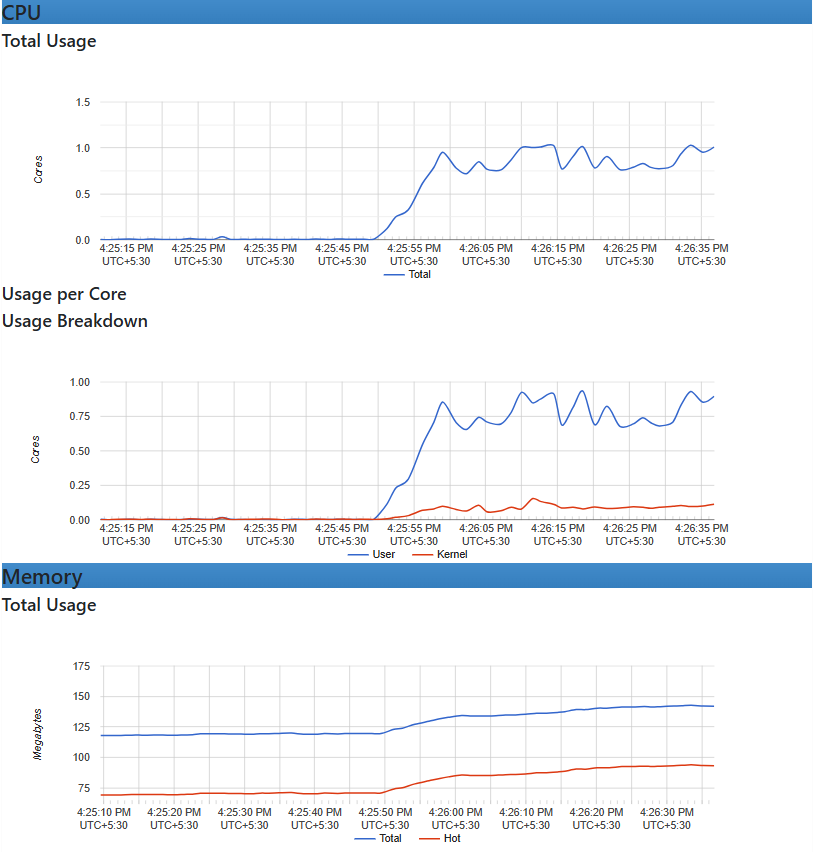 CPU
Total Usage
1.5
1.0
0.5
0.0
Cores
4:25:15 PM 4:25:25 PM 4:25:35 PM 4:25:45 PM 4:25:55 PM 4:26:05 PM 4:26:15 PM 4:26:25 PM 4:26:35 PM
UTC+5:30 UTC+5:30 UTC+5:30 UTC+5:30 UTC+5:30 UTC+5:30 UTC+5:30 UTC+5:30 UTC+5:30
Total
Usage per Core
Usage Breakdown
1.00
0.75
0.50
0.25
0.00
Cores
4:25:15 PM 4:25:25 PM 4:25:35 PM 4:25:45 PM 4:25:55 PM 4:26:05 PM 4:26:15 PM 4:26:25 PM 4:26:35 PM
UTC+5:30 UTC+5:30 UTC+5:30 UTC+5:30 UTC+5:30 UTC+5:30 UTC+5:30 UTC+5:30 UTC+5:30
User Kernel
Memory
Total Usage
175
150
125
100
75
Megabytes
4:25:10 PM 4:25:20 PM 4:25:30 PM 4:25:40 PM 4:25:50 PM 4:26:00 PM 4:26:10 PM 4:26:20 PM 4:26:30 PM
UTC+5:30 UTC+5:30 UTC+5:30 UTC+5:30 UTC+5:30 UTC+5:30 UTC+5:30 UTC+5:30 UTC+5:30
Total Hot